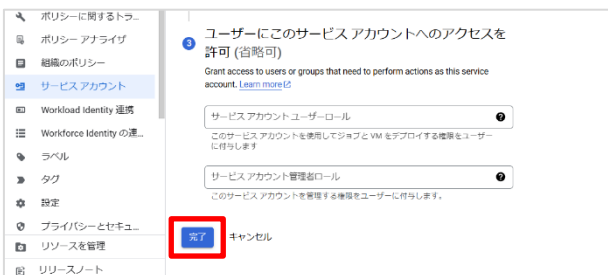 ポリシーに関するトラ...
ポリシー アナライザ
組織のポリシー
サービス アカウント
Workload Identity 連携
Workforce Identity の連...
ラベル
タグ
設定
プライバシーとセキュ...
リソースを管理
リリースノート
3
ユーザーにこのサービス アカウントへのアクセスを
許可 (省略可)
Grant access to users or groups that need to perform actions as this service
account. Learn more
サービス アカウント ユーザーロール
このサービス アカウントを使用してジョブと VM をデプロイする権限をユーザー
に付与します
サービス アカウント管理者ロール
このサービス アカウントを管理する権限をユーザーに付与します。
完了
キャンセル